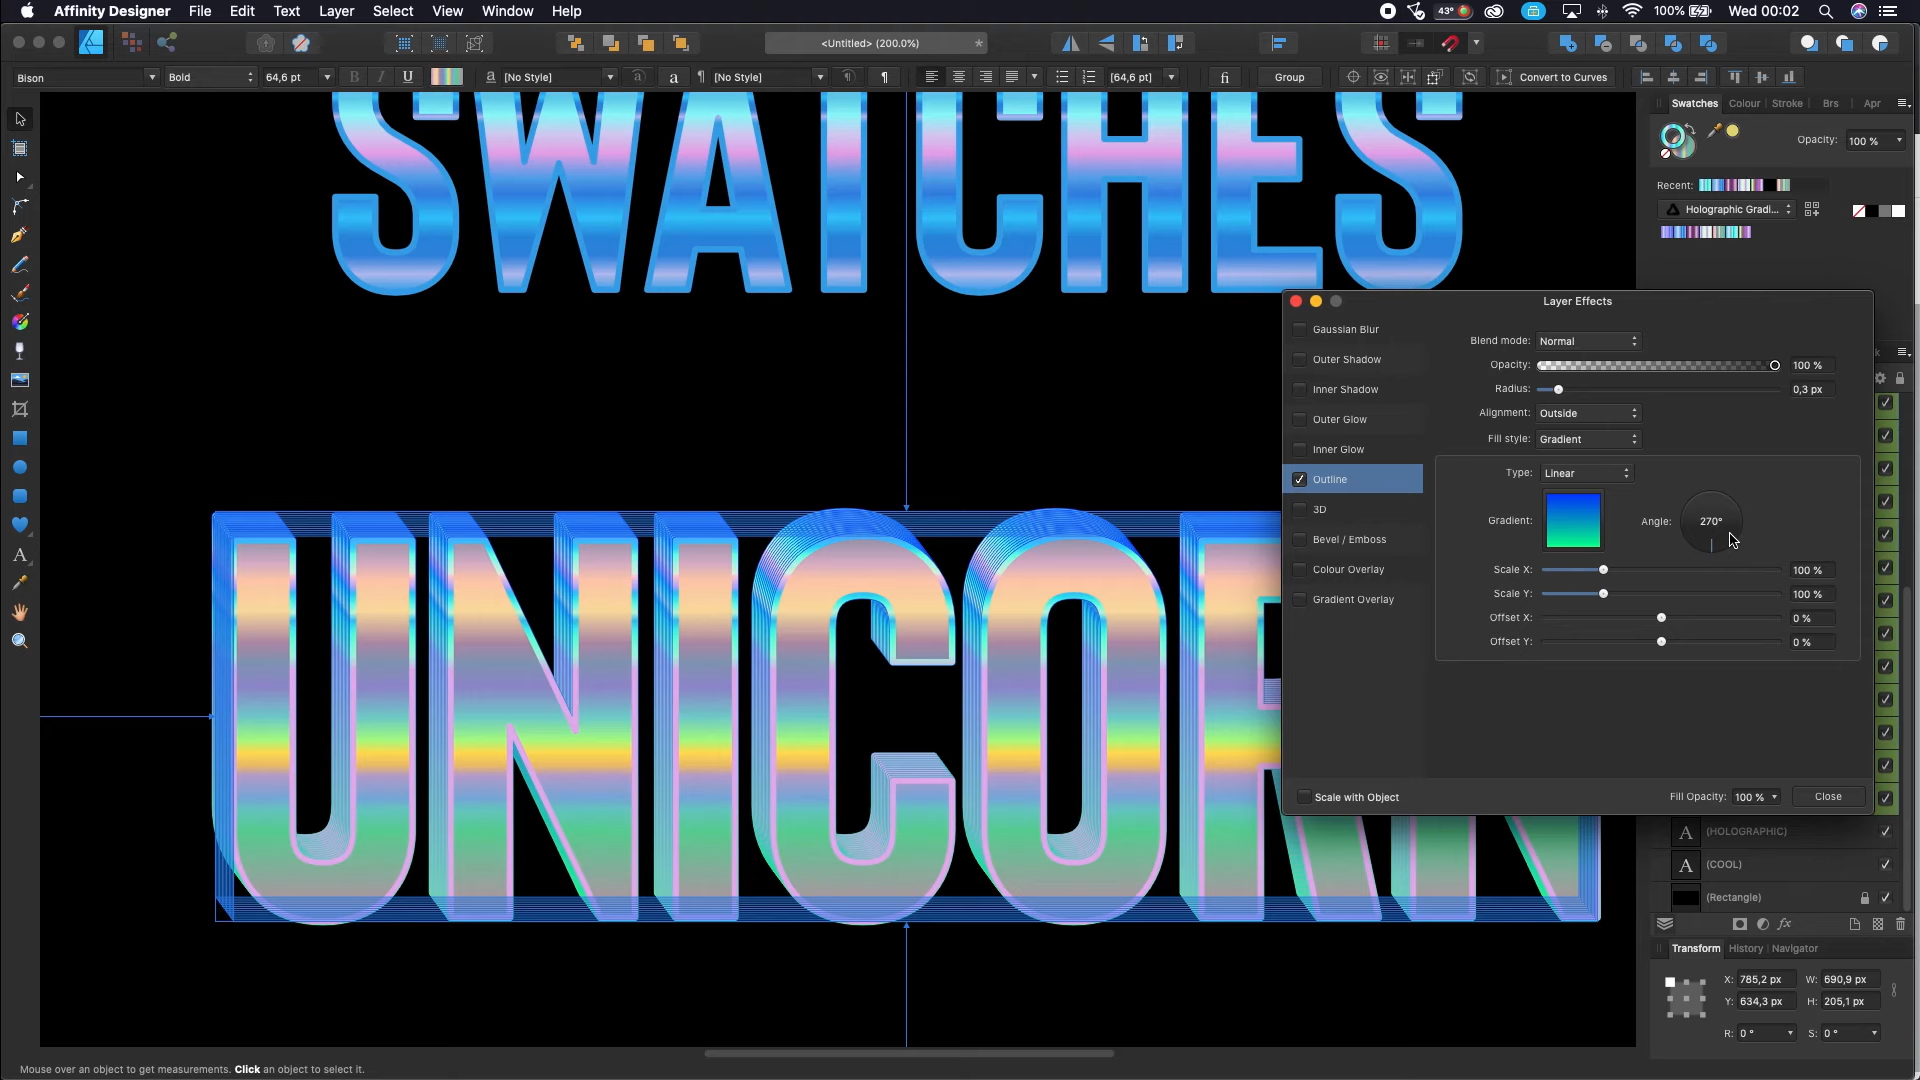 Affinity Designer File Edit Text Layer Select View Window Help 43° 100% Wed 00:02
<Untitled> (200.0%) *
Bison Bold 64,6 pt B I U a [No Style] a a ¶ [No Style] ¶ ¶ [64,6 pt] fi Group Convert to Curves
Swatches Colour Stroke Brs Apr
Opacity: 100 %
Recent:
Holographic Gradi...
SWATCHES
UNICORN
Layer Effects
Gaussian Blur
Outer Shadow
Inner Shadow
Outer Glow
Inner Glow
Outline
3D
Bevel / Emboss
Colour Overlay
Gradient Overlay
Blend mode: Normal
Opacity: 100 %
Radius: 0,3 px
Alignment: Outside
Fill style: Gradient
Type: Linear
Gradient: Angle: 270°
Scale X: 100 %
Scale Y: 100 %
Offset X: 0 %
Offset Y: 0 %
Scale with Object Fill Opacity: 100 % Close
A (HOLOGRAPHIC)
A (COOL)
(Rectangle)
fx
Transform History Navigator
X: 785,2 px W: 690,9 px
Y: 634,3 px H: 205,1 px
R: 0 ° S: 0 °
Mouse over an object to get measurements. Click an object to select it.